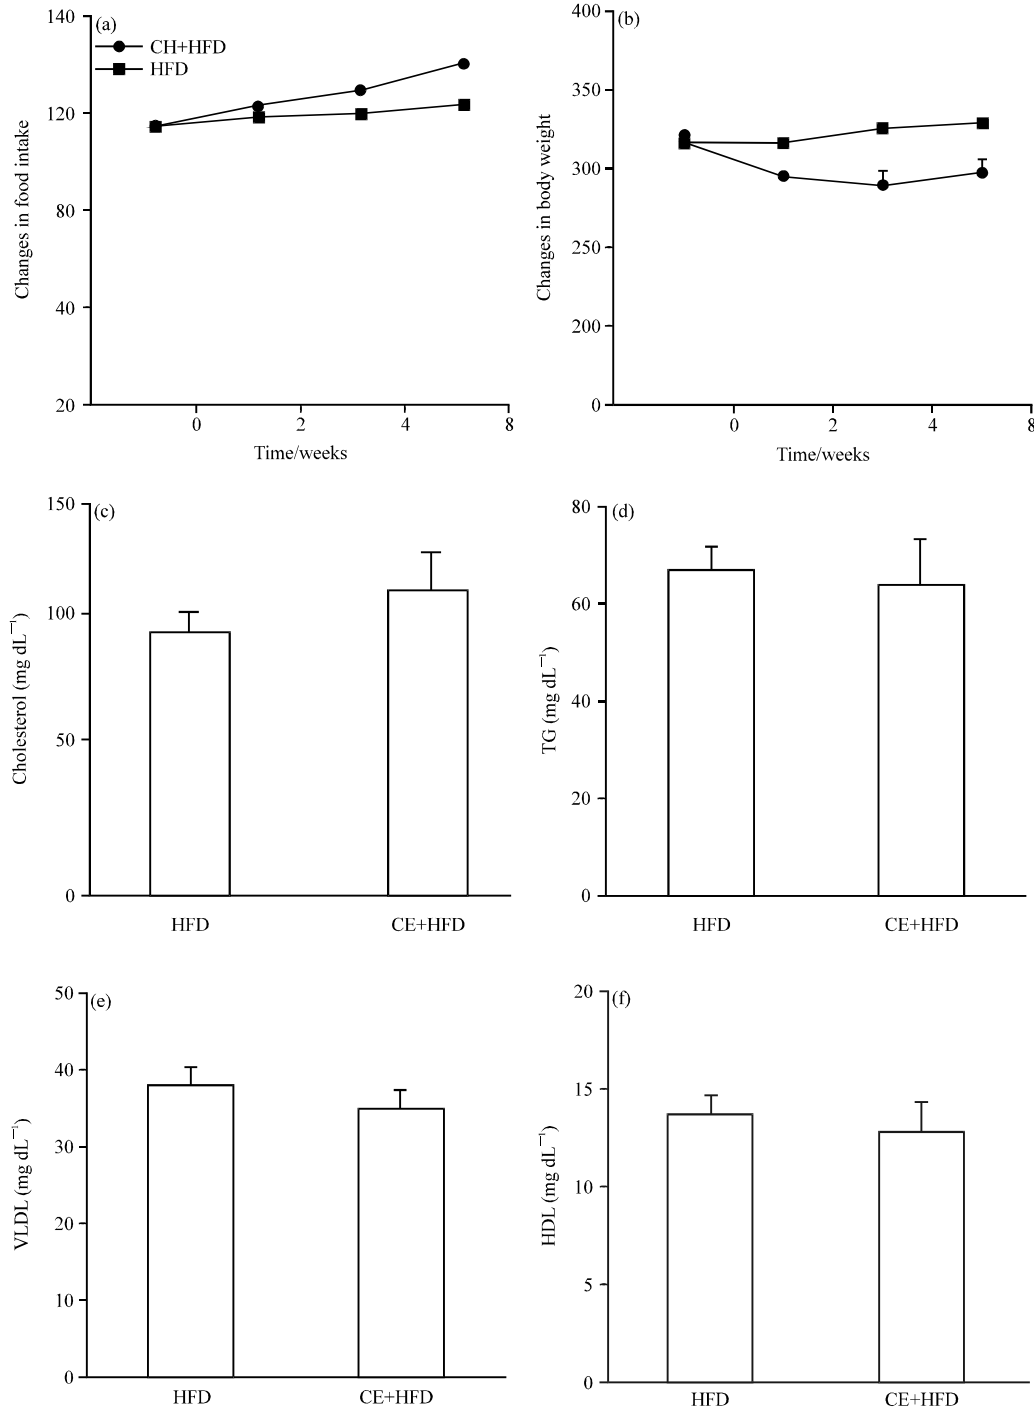 (a)
CH+HFD
HFD
140
120
80
40
20
Changes in food intake
0 2 4 8
Time/weeks
(b)
400
350
300
250
200
0
Changes in body weight
0 2 4 8
Time/weeks
(c)
150
100
50
0
Cholesterol (mg dL⁻¹)
HFD CE+HFD
(d)
80
60
40
20
0
TG (mg dL⁻¹)
HFD CE+HFD
(e)
50
40
30
20
10
0
VLDL (mg dL⁻¹)
HFD CE+HFD
(f)
20
15
10
5
0
HDL (mg dL⁻¹)
HFD CE+HFD